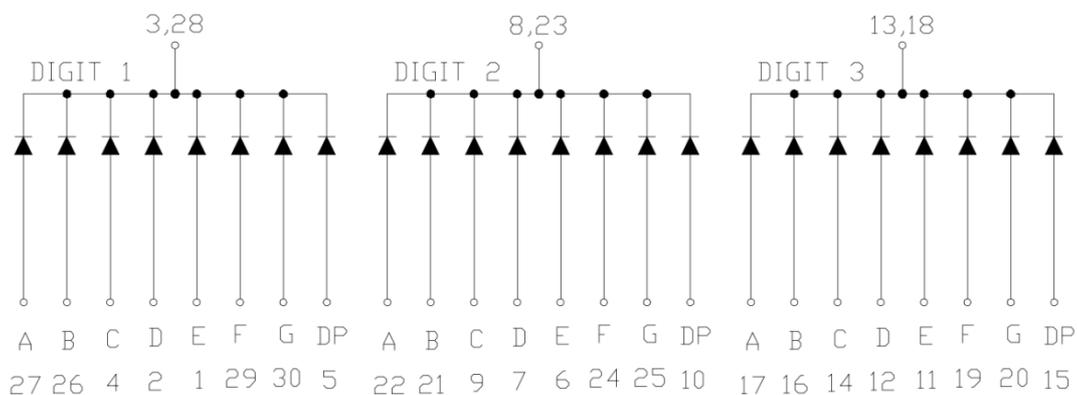 3,28 8,23 13,18
DIGIT 1 DIGIT 2 DIGIT 3
A B C D E F G DP A B C D E F G DP A B C D E F G DP
27 26 4 2 1 29 30 5 22 21 9 7 6 24 25 10 17 16 14 12 11 19 20 15